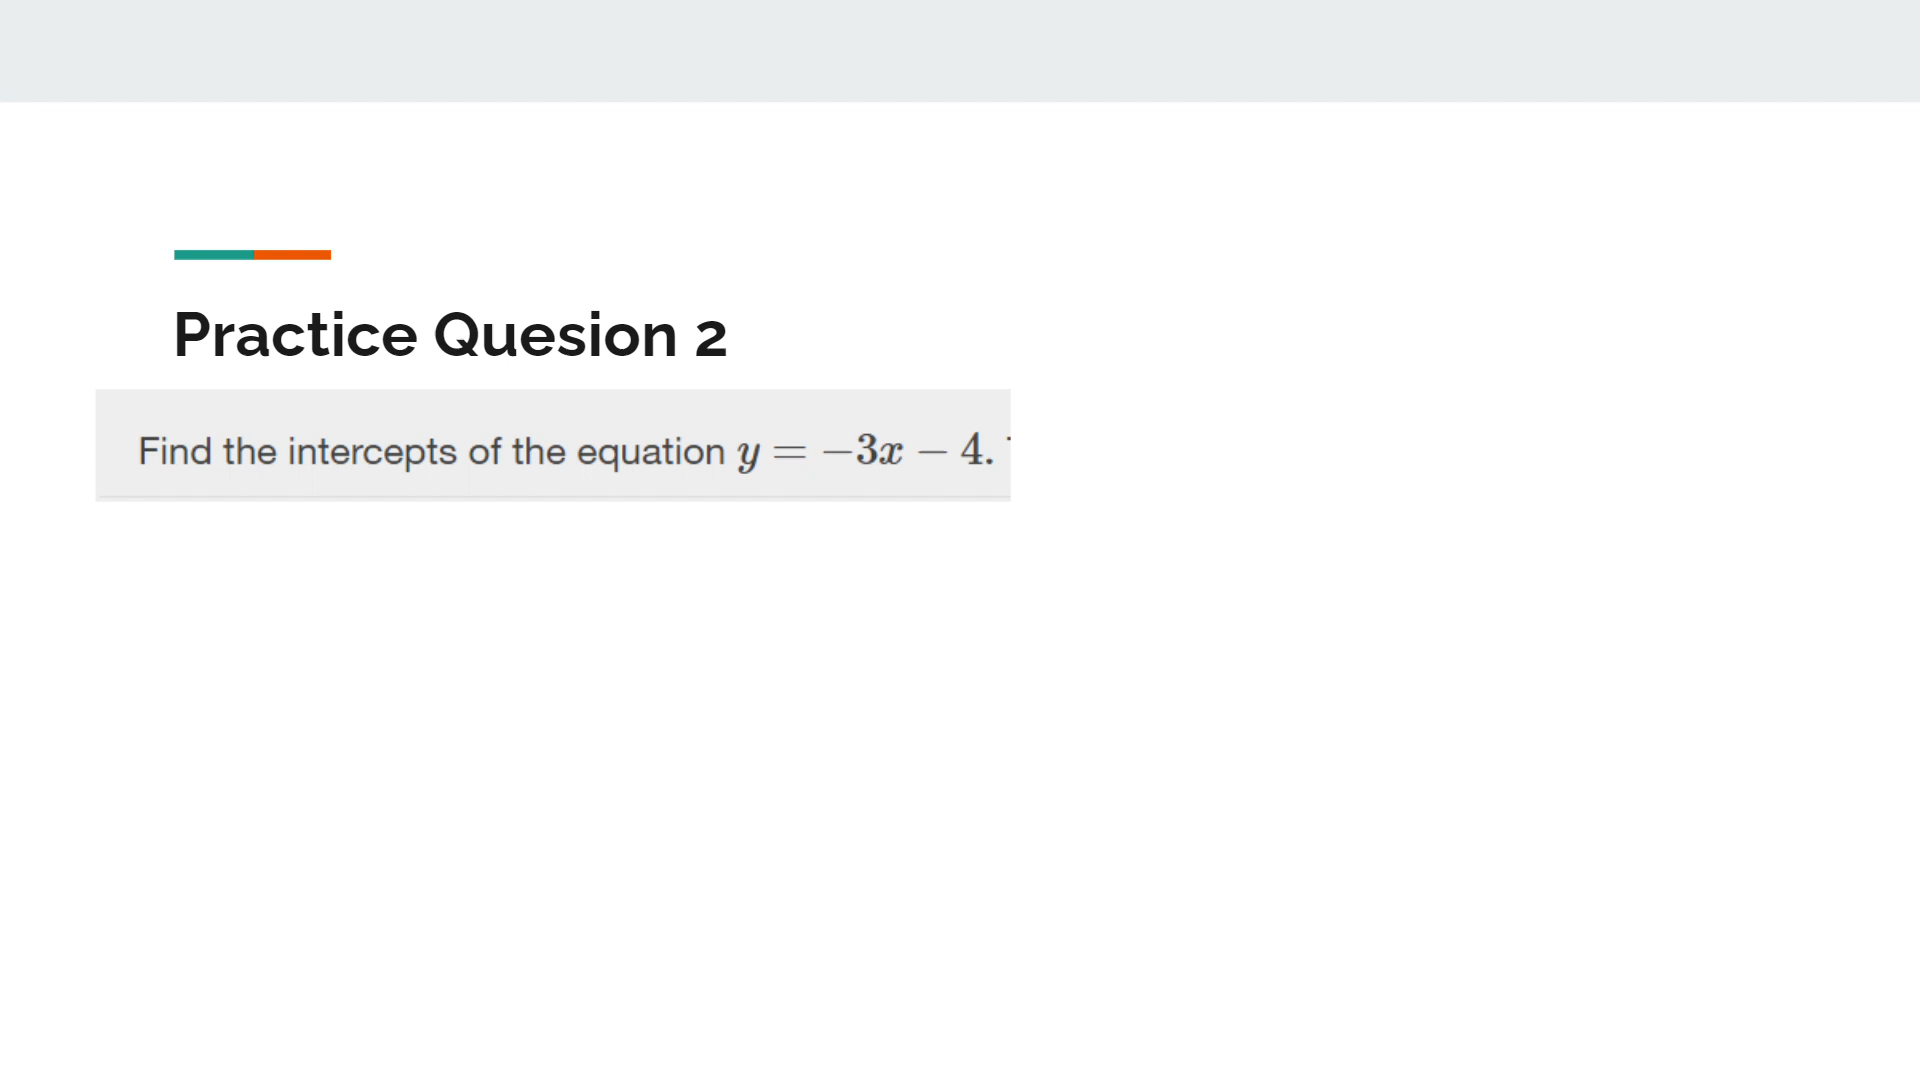 Practice Quesion 2
Find the intercepts of the equation y = −3x − 4.